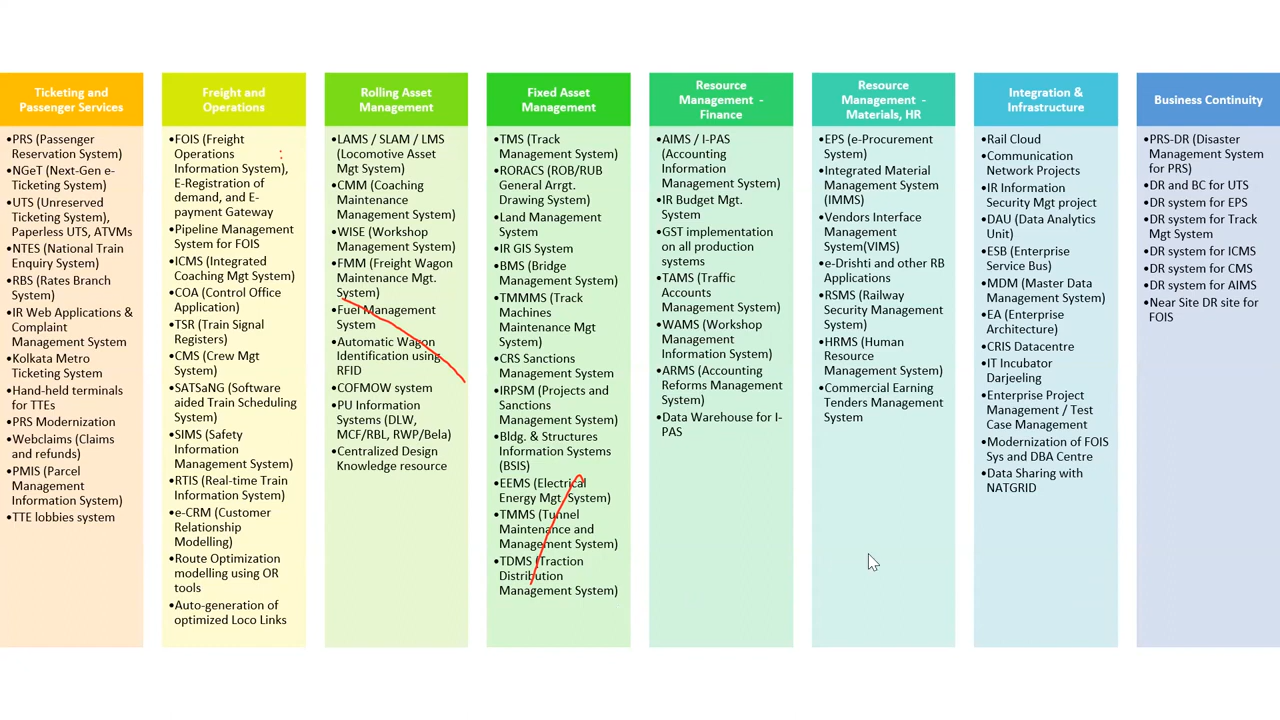 Ticketing and
Passenger Services
•PRS (Passenger
Reservation System)
•NGeT (Next-Gen e-
Ticketing System)
•UTS (Unreserved
Ticketing System),
Paperless UTS, ATVMs
•NTES (National Train
Enquiry System)
•RBS (Rates Branch
System)
•IR Web Applications &
Complaint
Management System
•Kolkata Metro
Ticketing System
•Hand-held terminals
for TTEs
•PRS Modernization
•Webclaims (Claims
and refunds)
•PMIS (Parcel
Management
Information System)
•TTE lobbies system
Freight and
Operations
•FOIS (Freight
Operations
Information System),
E-Registration of
demand, and E-
payment Gateway
•Pipeline Management
System for FOIS
•ICMS (Integrated
Coaching Mgt System)
•COA (Control Office
Application)
•TSR (Train Signal
Registers)
•CMS (Crew Mgt
System)
•SATSaNG (Software
aided Train Scheduling
System)
•SIMS (Safety
Information
Management System)
•RTIS (Real-time Train
Information System)
•e-CRM (Customer
Relationship
Modelling)
•Route Optimization
modelling using OR
tools
•Auto-generation of
optimized Loco Links
Rolling Asset
Management
•LAMS / SLAM / LMS
(Locomotive Asset
Mgt System)
•CMM (Coaching
Maintenance
Management System)
•WISE (Workshop
Management System)
•FMM (Freight Wagon
Maintenance Mgt.
System)
•Fuel Management
System
•Automatic Wagon
Identification using
RFID
•COFMOW system
•PU Information
Systems (DLW,
MCF/RBL, RWP/Bela)
•Centralized Design
Knowledge resource
Fixed Asset
Management
•TMS (Track
Management System)
•RORACS (ROB/RUB
General Arrgt.
Drawing System)
•Land Management
System
•IR GIS System
•BMS (Bridge
Management System)
•TMMMS (Track
Machines
Maintenance Mgt
System)
•CRS Sanctions
Management
•IRPSM (Projects and
Sanctions
Management System)
•Bldg. & Structures
Information Systems
(BSIS)
•EEMS (Electrical
Energy Mgt. System)
•TMMS (Tunnel
Maintenance and
Management System)
•TDMS (Traction
Distribution
Management System)
Resource
Management -
Finance
•AIMS / I-PAS
(Accounting
Information
Management System)
•IR Budget Mgt.
System
•GST implementation
on all production
systems
•TAMS (Traffic
Accounts
Management System)
•WAMS (Workshop
Management
Information System)
•ARMS (Accounting
Reforms Management
System)
•Data Warehouse for I-
PAS
Resource
Management -
Materials, HR
•EPS (e-Procurement
System)
•Integrated Material
Management System
(IMMS)
•Vendors Interface
Management
System(VIMS)
•e-Drishti and other RB
Applications
•RSMS (Railway
Security Management
System)
•HRMS (Human
Resource
Management System)
•Commercial Earning
Tenders Management
System
Integration &
Infrastructure
•Rail Cloud
•Communication
Network Projects
•IR Information
Security Mgt project
•DAU (Data Analytics
Unit)
•ESB (Enterprise
Service Bus)
•MDM (Master Data
Management System)
•EA (Enterprise
Architecture)
•CRIS Datacentre
•IT Incubator
Darjeeling
•Enterprise Project
Management / Test
Case Management
•Modernization of FOIS
Sys and DBA Centre
•Data Sharing with
NATGRID
Business Continuity
•PRS-DR (Disaster
Management System
for PRS)
•DR and BC for UTS
•DR system for EPS
•DR system for Track
Mgt System
•DR system for ICMS
•DR system for CMS
•DR system for AIMS
•Near Site DR site for
FOIS